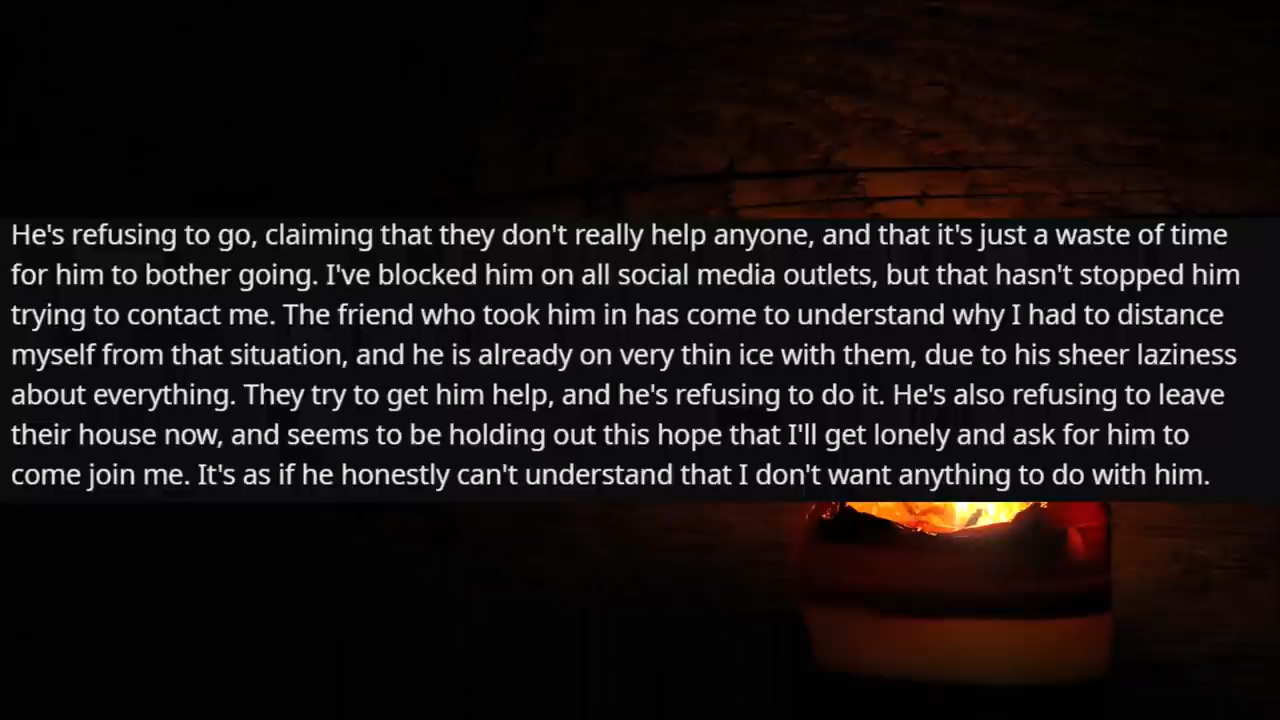 He's refusing to go, claiming that they don't really help anyone, and that it's just a waste of time
for him to bother going. I've blocked him on all social media outlets, but that hasn't stopped him
trying to contact me. The friend who took him in has come to understand why I had to distance
myself from that situation, and he is already on very thin ice with them, due to his sheer laziness
about everything. They try to get him help, and he's refusing to do it. He's also refusing to leave
their house now, and seems to be holding out this hope that I'll get lonely and ask for him to
come join me. It's as if he honestly can't understand that I don't want anything to do with him.